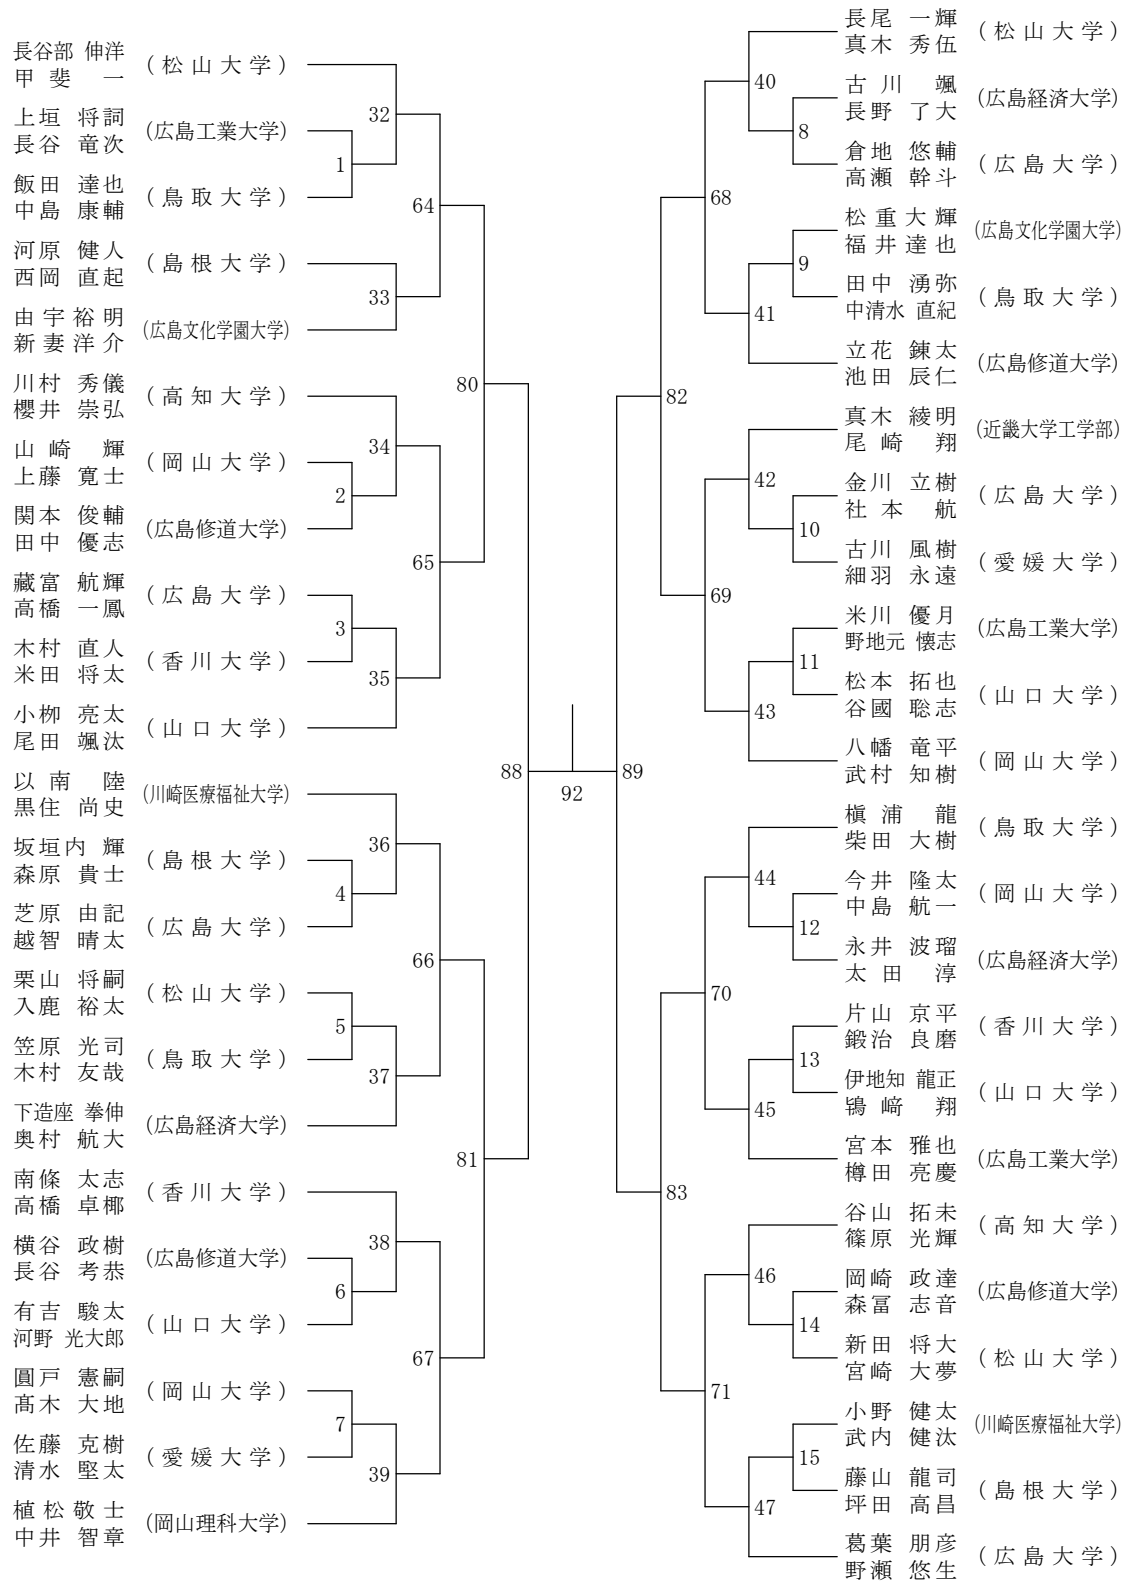 長谷部 伸洋
甲斐 一
(松山大学)
上垣 将詞
長谷 竜次
(広島工業大学)
飯田 達也
中島 康輔
(鳥取大学)
河原 健人
西岡 直起
(島根大学)
由宇裕明
新妻洋介
(広島文化学園大学)
川村 秀儀
櫻井 崇弘
(高知大学)
山崎 輝
上藤 寛士
(岡山大学)
関本 俊輔
田中 優志
(広島修道大学)
藏富 航輝
高橋 一鳳
(広島大学)
木村 直人
米田 将太
(香川大学)
小栁 亮太
尾田 颯汰
(山口大学)
以南 陸
黒住 尚史
(川崎医療福祉大学)
坂垣内 輝
森原 貴士
(島根大学)
芝原 由記
越智 晴太
(広島大学)
栗山 将嗣
入鹿 裕太
(松山大学)
笠原 光司
木村 友哉
(鳥取大学)
下造座 拳伸
奥村 航大
(広島経済大学)
南條 太志
高橋 卓椰
(香川大学)
横谷 政樹
長谷 考恭
(広島修道大学)
有吉 駿太
河野 光大郎
(山口大学)
圓戸 憲嗣
髙木 大地
(岡山大学)
佐藤 克樹
清水 堅太
(愛媛大学)
植松敬士
中井 智章
(岡山理科大学)
32
1
64
33
80
34
2
65
3
35
88
36
4
66
5
37
81
38
6
67
7
39
92
89
40
8
68
9
41
82
42
10
69
11
43
44
12
70
13
45
83
46
14
71
15
47
長尾 一輝
真木 秀伍
(松山大学)
古川 颯
長野 了大
(広島経済大学)
倉地 悠輔
高瀬 幹斗
(広島大学)
松重大輝
福井達也
(広島文化学園大学)
田中 湧弥
中清水 直紀
(鳥取大学)
立花 錬太
池田 辰仁
(広島修道大学)
真木 綾明
尾崎 翔
(近畿大学工学部)
金川 立樹
社本 航
(広島大学)
古川 風樹
細羽 永遠
(愛媛大学)
米川 優月
野地元 懐志
(広島工業大学)
松本 拓也
谷國 聡志
(山口大学)
八幡 竜平
武村 知樹
(岡山大学)
槇浦 龍
柴田 大樹
(鳥取大学)
今井 隆太
中島 航一
(岡山大学)
永井 波瑠
太田 淳
(広島経済大学)
片山 京平
鍛治 良磨
(香川大学)
伊地知 龍正
鴇﨑 翔
(山口大学)
宮本 雅也
樽田 亮慶
(広島工業大学)
谷山 拓未
篠原 光輝
(高知大学)
岡崎 政達
森冨 志音
(広島修道大学)
新田 将大
宮崎 大夢
(松山大学)
小野 健太
武内 健汰
(川崎医療福祉大学)
藤山 龍司
坪田 高昌
(島根大学)
葛葉 朋彦
野瀬 悠生
(広島大学)